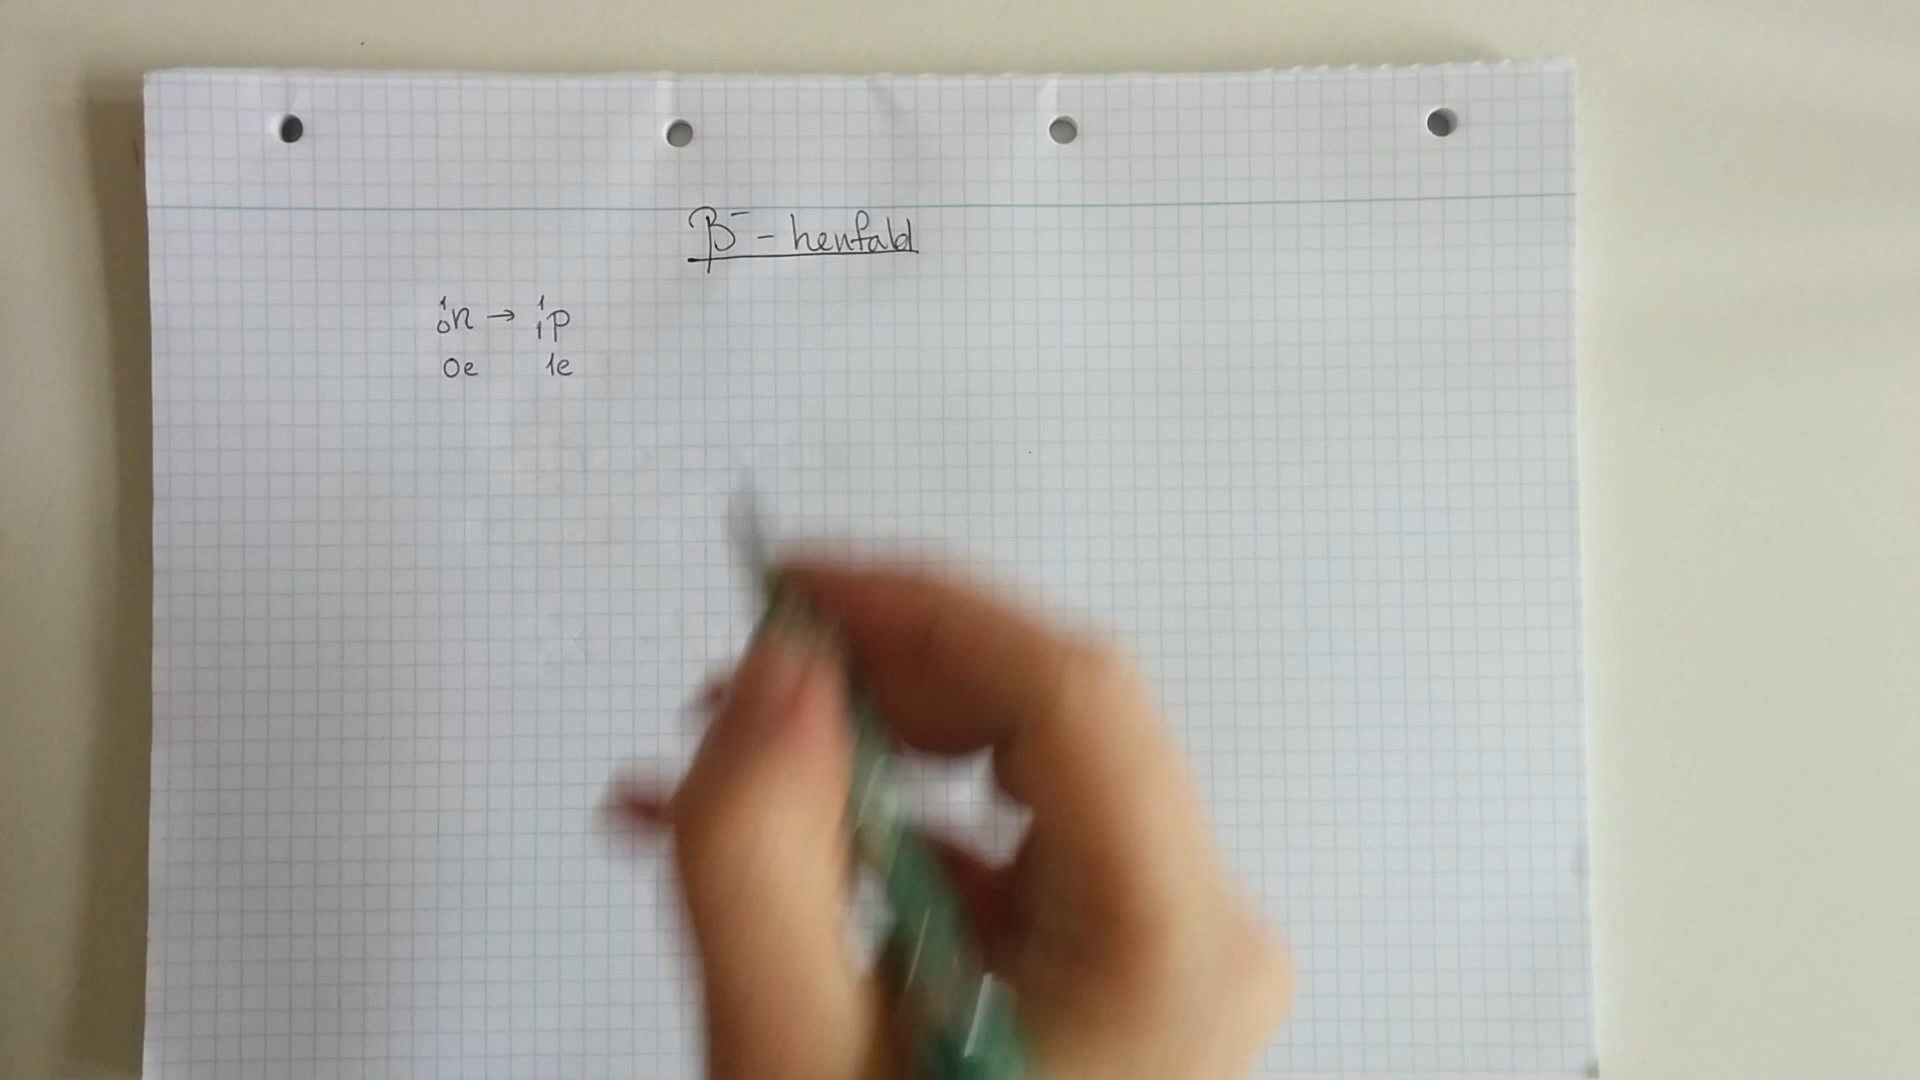 β⁻ - henfald
¹₀n → ¹₁p
0e 1e